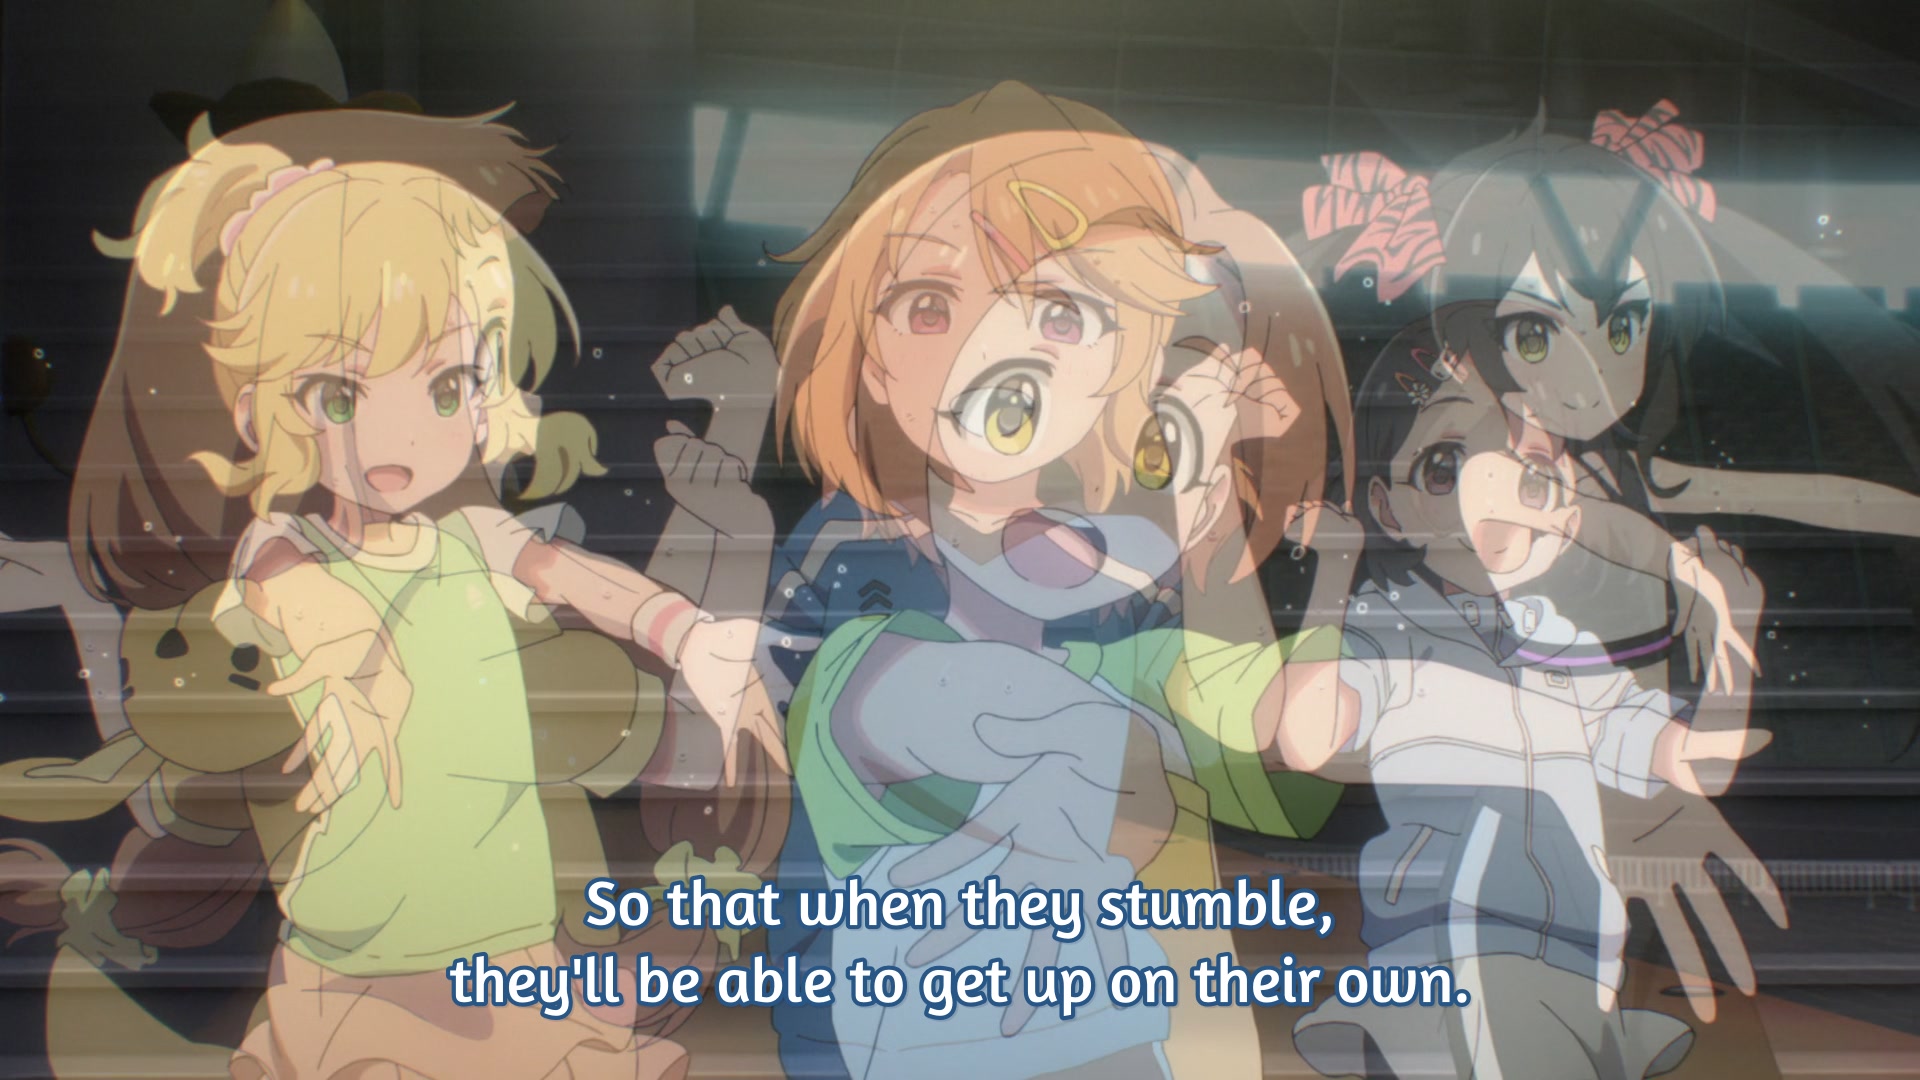 So that when they stumble,
they'll be able to get up on their own.